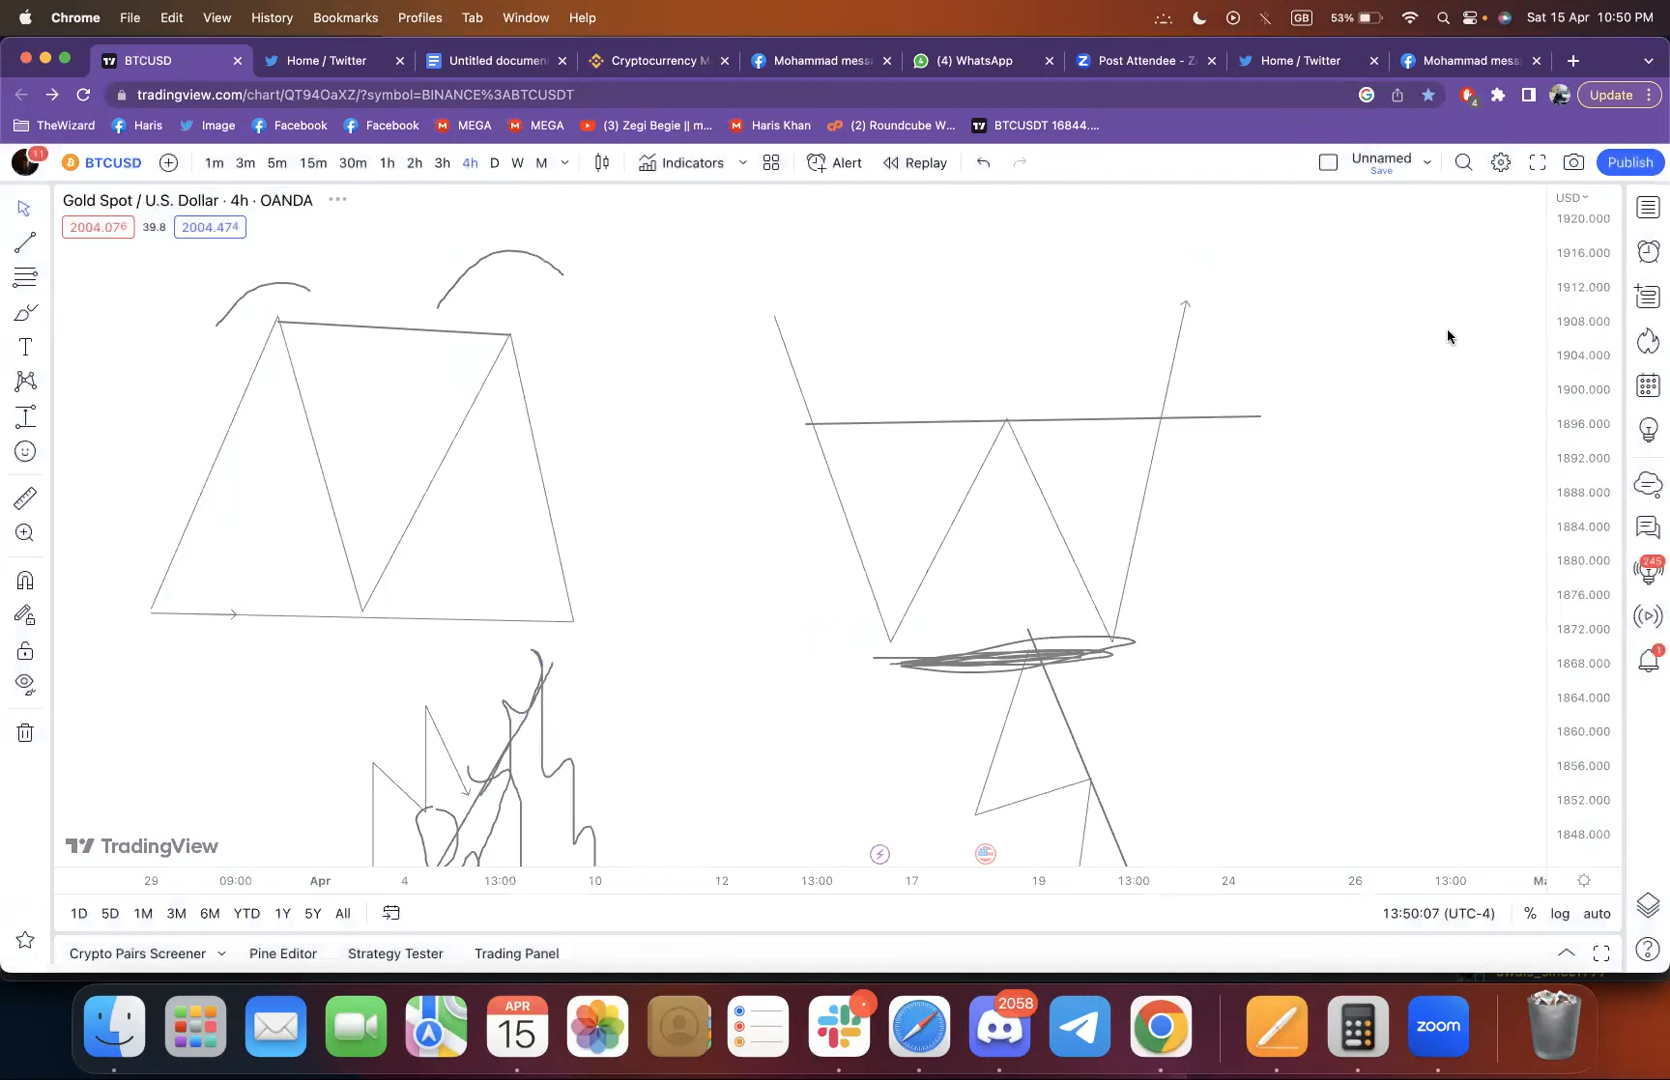 Chrome File Edit View History Bookmarks Profiles Tab Window Help GB 53% Sat 15 Apr 10:50 PM
BTCUSD Home / Twitter Untitled documen Cryptocurrency M Mohammad mess (4) WhatsApp Post Attendee - Z Home / Twitter Mohammad mess
tradingview.com/chart/QT94OaXZ/?symbol=BINANCE%3ABTCUSDT 4 Update
TheWizard Haris Image Facebook Facebook MEGA MEGA (3) Zegi Begie || m... Haris Khan (2) Roundcube W... BTCUSDT 16844....
11 BTCUSD 1m 3m 5m 15m 30m 1h 2h 3h 4h D W M Indicators Alert Replay Unnamed Publish
Save
Gold Spot / U.S. Dollar · 4h · OANDA USD
2004.076 39.8 2004.474
1920.000
1916.000
1912.000
1908.000
1904.000
1900.000
1896.000
1892.000
1888.000
1884.000
1880.000
1876.000
1872.000
1868.000
1864.000
1860.000
1856.000
1852.000
1848.000
245
1
TradingView
29 09:00 Apr 4 13:00 10 12 13:00 17 19 13:00 24 26 13:00
1D 5D 1M 3M 6M YTD 1Y 5Y All 13:50:07 (UTC-4) % log auto
Crypto Pairs Screener Pine Editor Strategy Tester Trading Panel
APR
15
2058
zoom